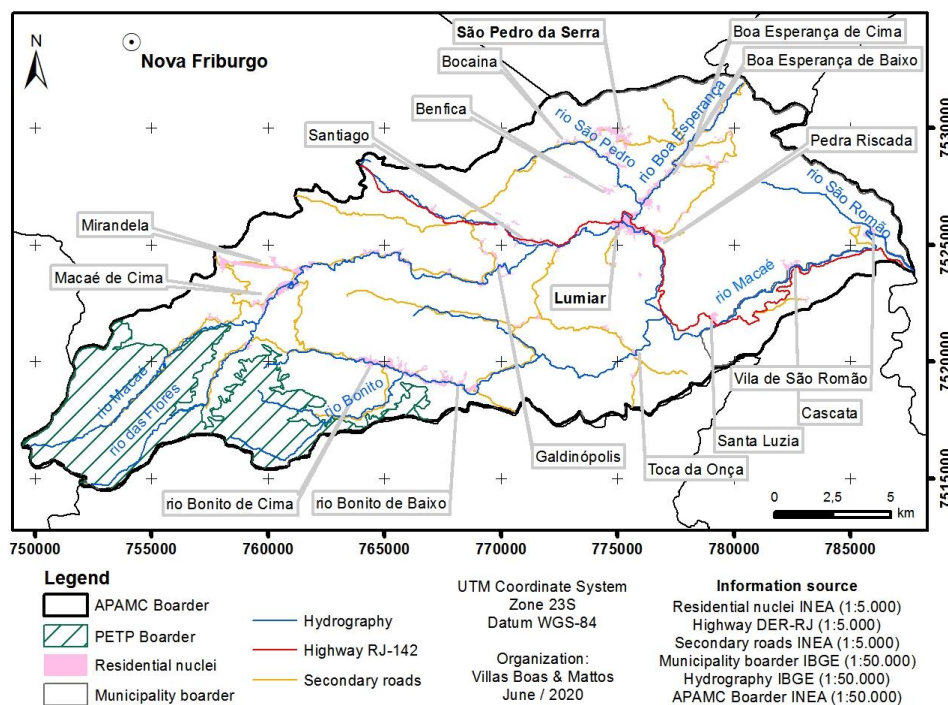 N
Nova Friburgo
São Pedro da Serra
Bocaina
Benfica
Santiago
Boa Esperança de Cima
Boa Esperança de Baixo
Pedra Riscada
rio São Pedro
rio Boa Esperança
rio São Romão
Mirandela
Macaé de Cima
Lumiar
rio Macaé
rio Macaé
rio das Flores
rio Bonito
Vila de São Romão
Cascata
Santa Luzia
Toca da Onça
Galdinópolis
rio Bonito de Cima
rio Bonito de Baixo
0 2,5 5
km
7530000
7525000
7520000
7515000
750000 755000 760000 765000 770000 775000 780000 785000
Legend
APAMC Boarder
PETP Boarder
Residential nuclei
Municipality boarder
Hydrography
Highway RJ-142
Secondary roads
UTM Coordinate System
Zone 23S
Datum WGS-84
Organization:
Villas Boas & Mattos
June / 2020
Information source
Residential nuclei INEA (1:5.000)
Highway DER-RJ (1:5.000)
Secondary roads INEA (1:5.000)
Municipality boarder IBGE (1:50.000)
Hydrography IBGE (1:50.000)
APAMC Boarder INEA (1:50.000)